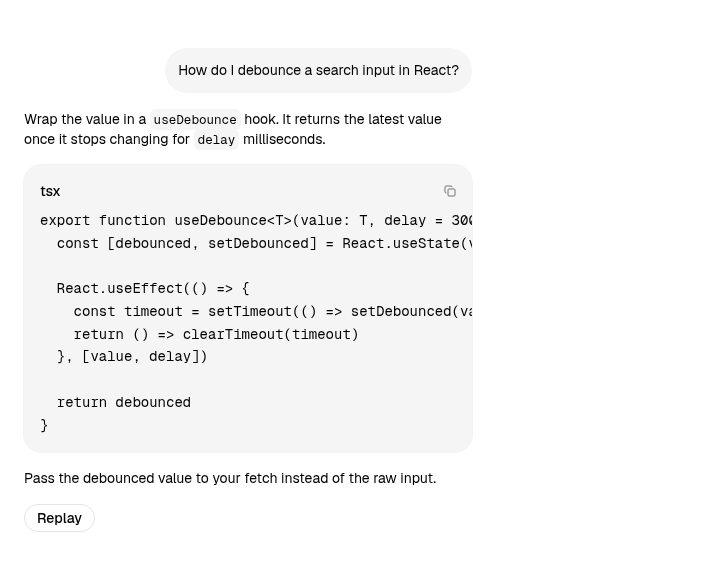 How do I debounce a search input in React?
Wrap the value in a useDebounce hook. It returns the latest value
once it stops changing for delay milliseconds.
tsx
export function useDebounce<T>(value: T, delay = 300
  const [debounced, setDebounced] = React.useState(v
  React.useEffect(() => {
    const timeout = setTimeout(() => setDebounced(va
    return () => clearTimeout(timeout)
  }, [value, delay])
  return debounced
}
Pass the debounced value to your fetch instead of the raw input.
Replay